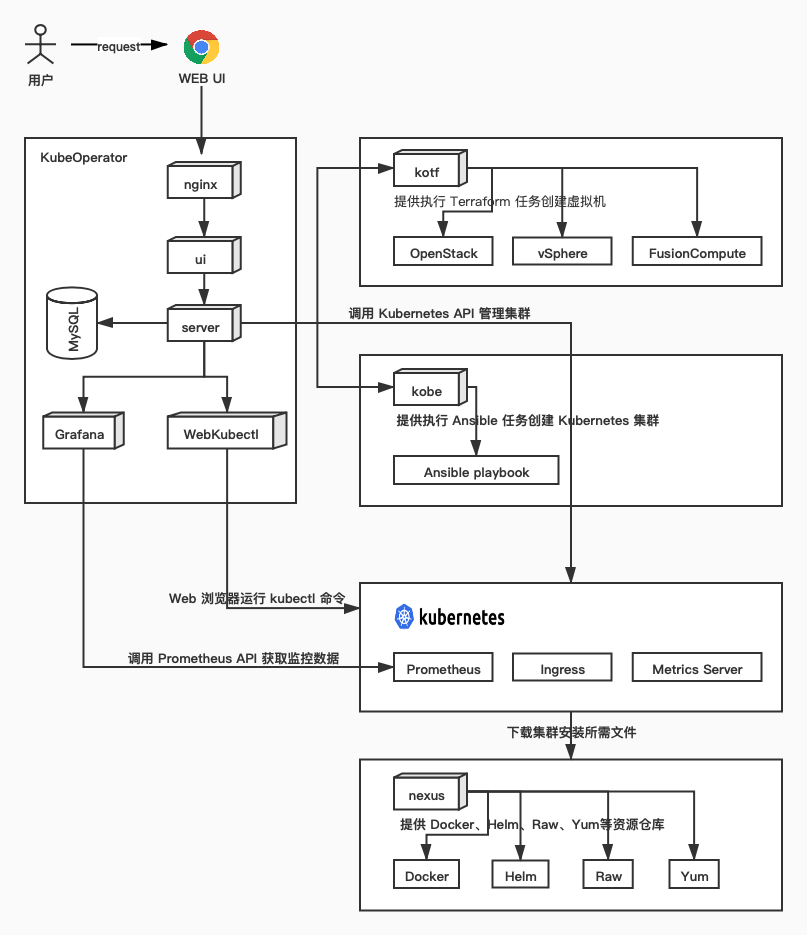 用户
request
WEB UI
KubeOperator
nginx
ui
server
MySQL
Grafana
WebKubectl
kotf
提供执行 Terraform 任务创建虚拟机
OpenStack
vSphere
FusionCompute
调用 Kubernetes API 管理集群
kobe
提供执行 Ansible 任务创建 Kubernetes 集群
Ansible playbook
Web 浏览器运行 kubectl 命令
kubernetes
调用 Prometheus API 获取监控数据
Prometheus
Ingress
Metrics Server
下载集群安装所需文件
nexus
提供 Docker、Helm、Raw、Yum等资源仓库
Docker
Helm
Raw
Yum